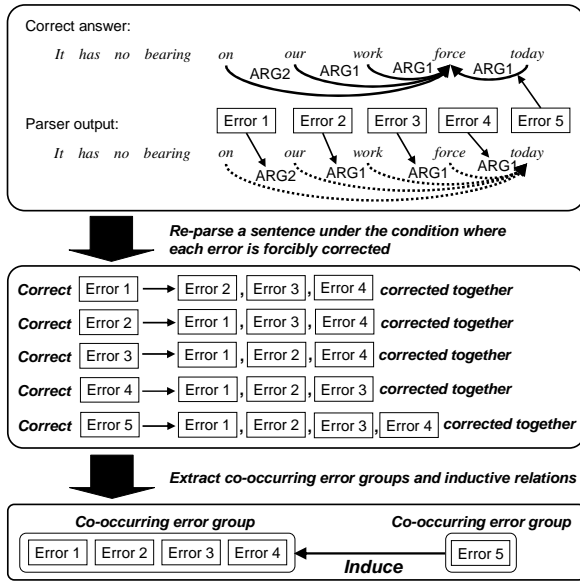 Correct answer:
It has no bearing on our work force today
ARG2 ARG1 ARG1 ARG1
Parser output:
Error 1 Error 2 Error 3 Error 4 Error 5
It has no bearing on our work force today
ARG2 ARG1 ARG1 ARG1
Re-parse a sentence under the condition where
each error is forcibly corrected
Correct Error 1 Error 2 , Error 3 , Error 4 corrected together
Correct Error 2 Error 1 , Error 3 , Error 4 corrected together
Correct Error 3 Error 1 , Error 2 , Error 4 corrected together
Correct Error 4 Error 1 , Error 2 , Error 3 corrected together
Correct Error 5 Error 1 , Error 2 , Error 3 , Error 4 corrected together
Extract co-occurring error groups and inductive relations
Co-occurring error group Co-occurring error group
Error 1 Error 2 Error 3 Error 4 Error 5
Induce